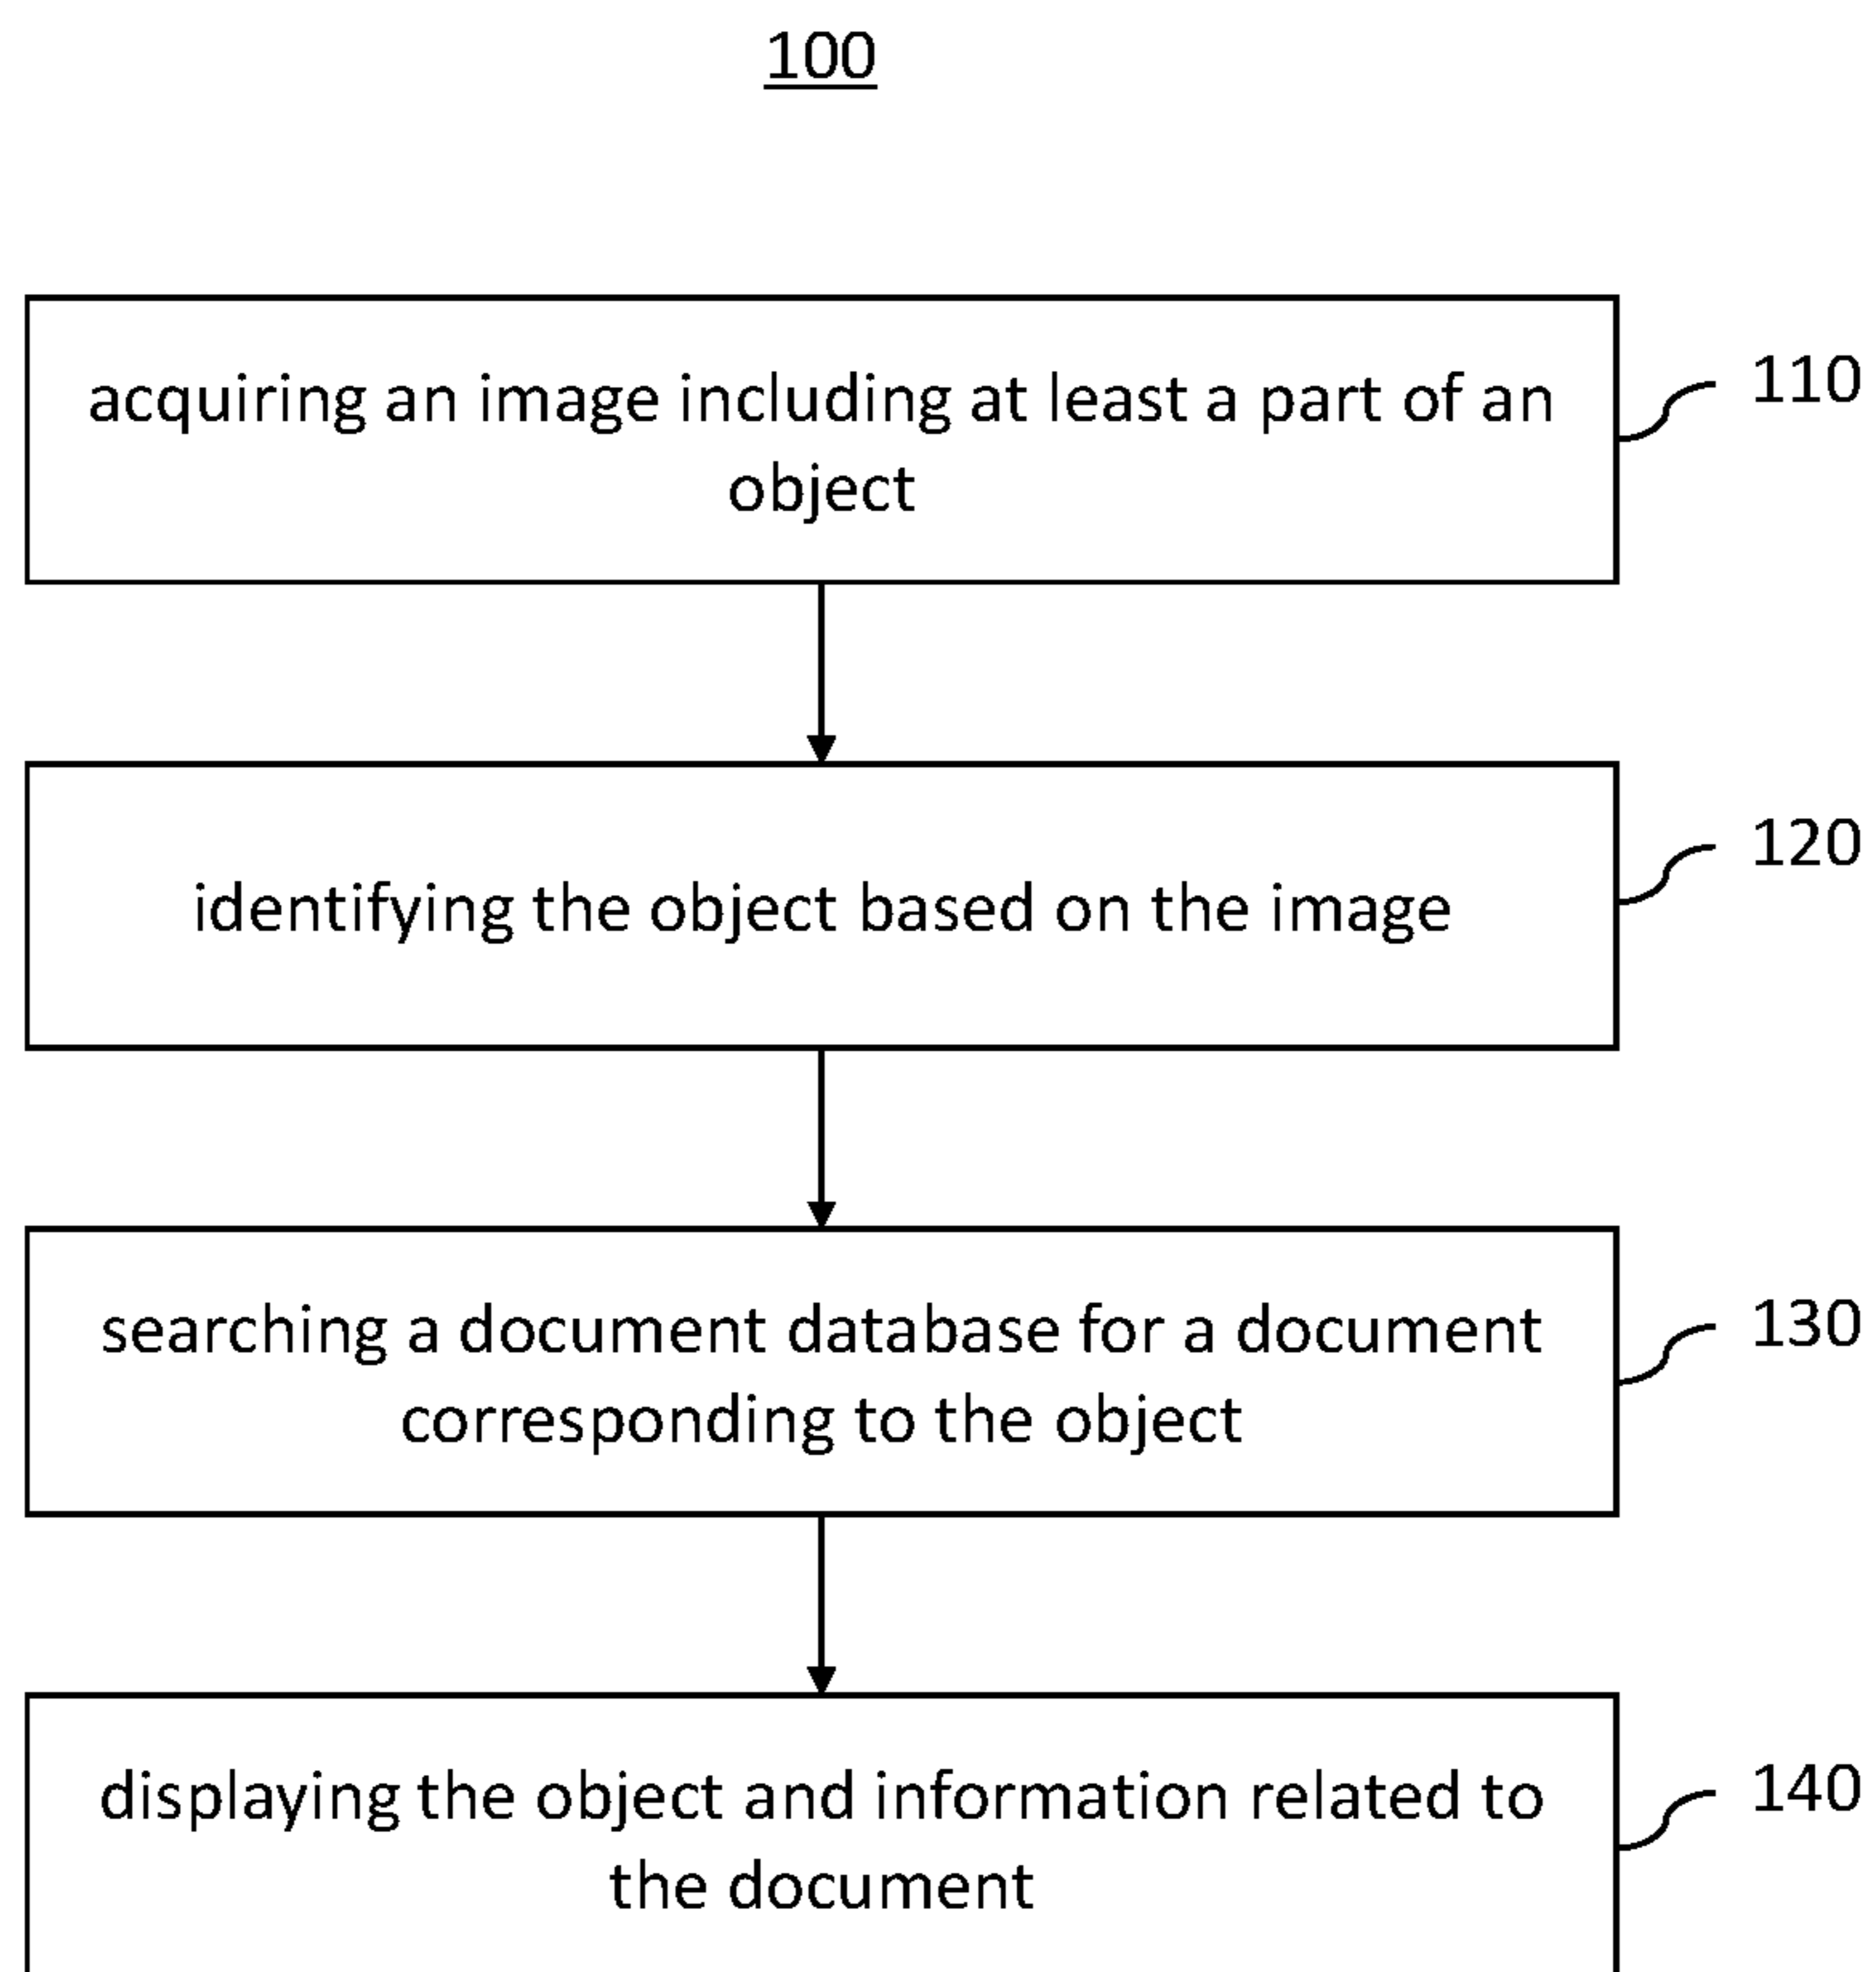 100
acquiring an image including at least a part of an
object
110
identifying the object based on the image
120
searching a document database for a document
corresponding to the object
130
displaying the object and information related to
the document
140